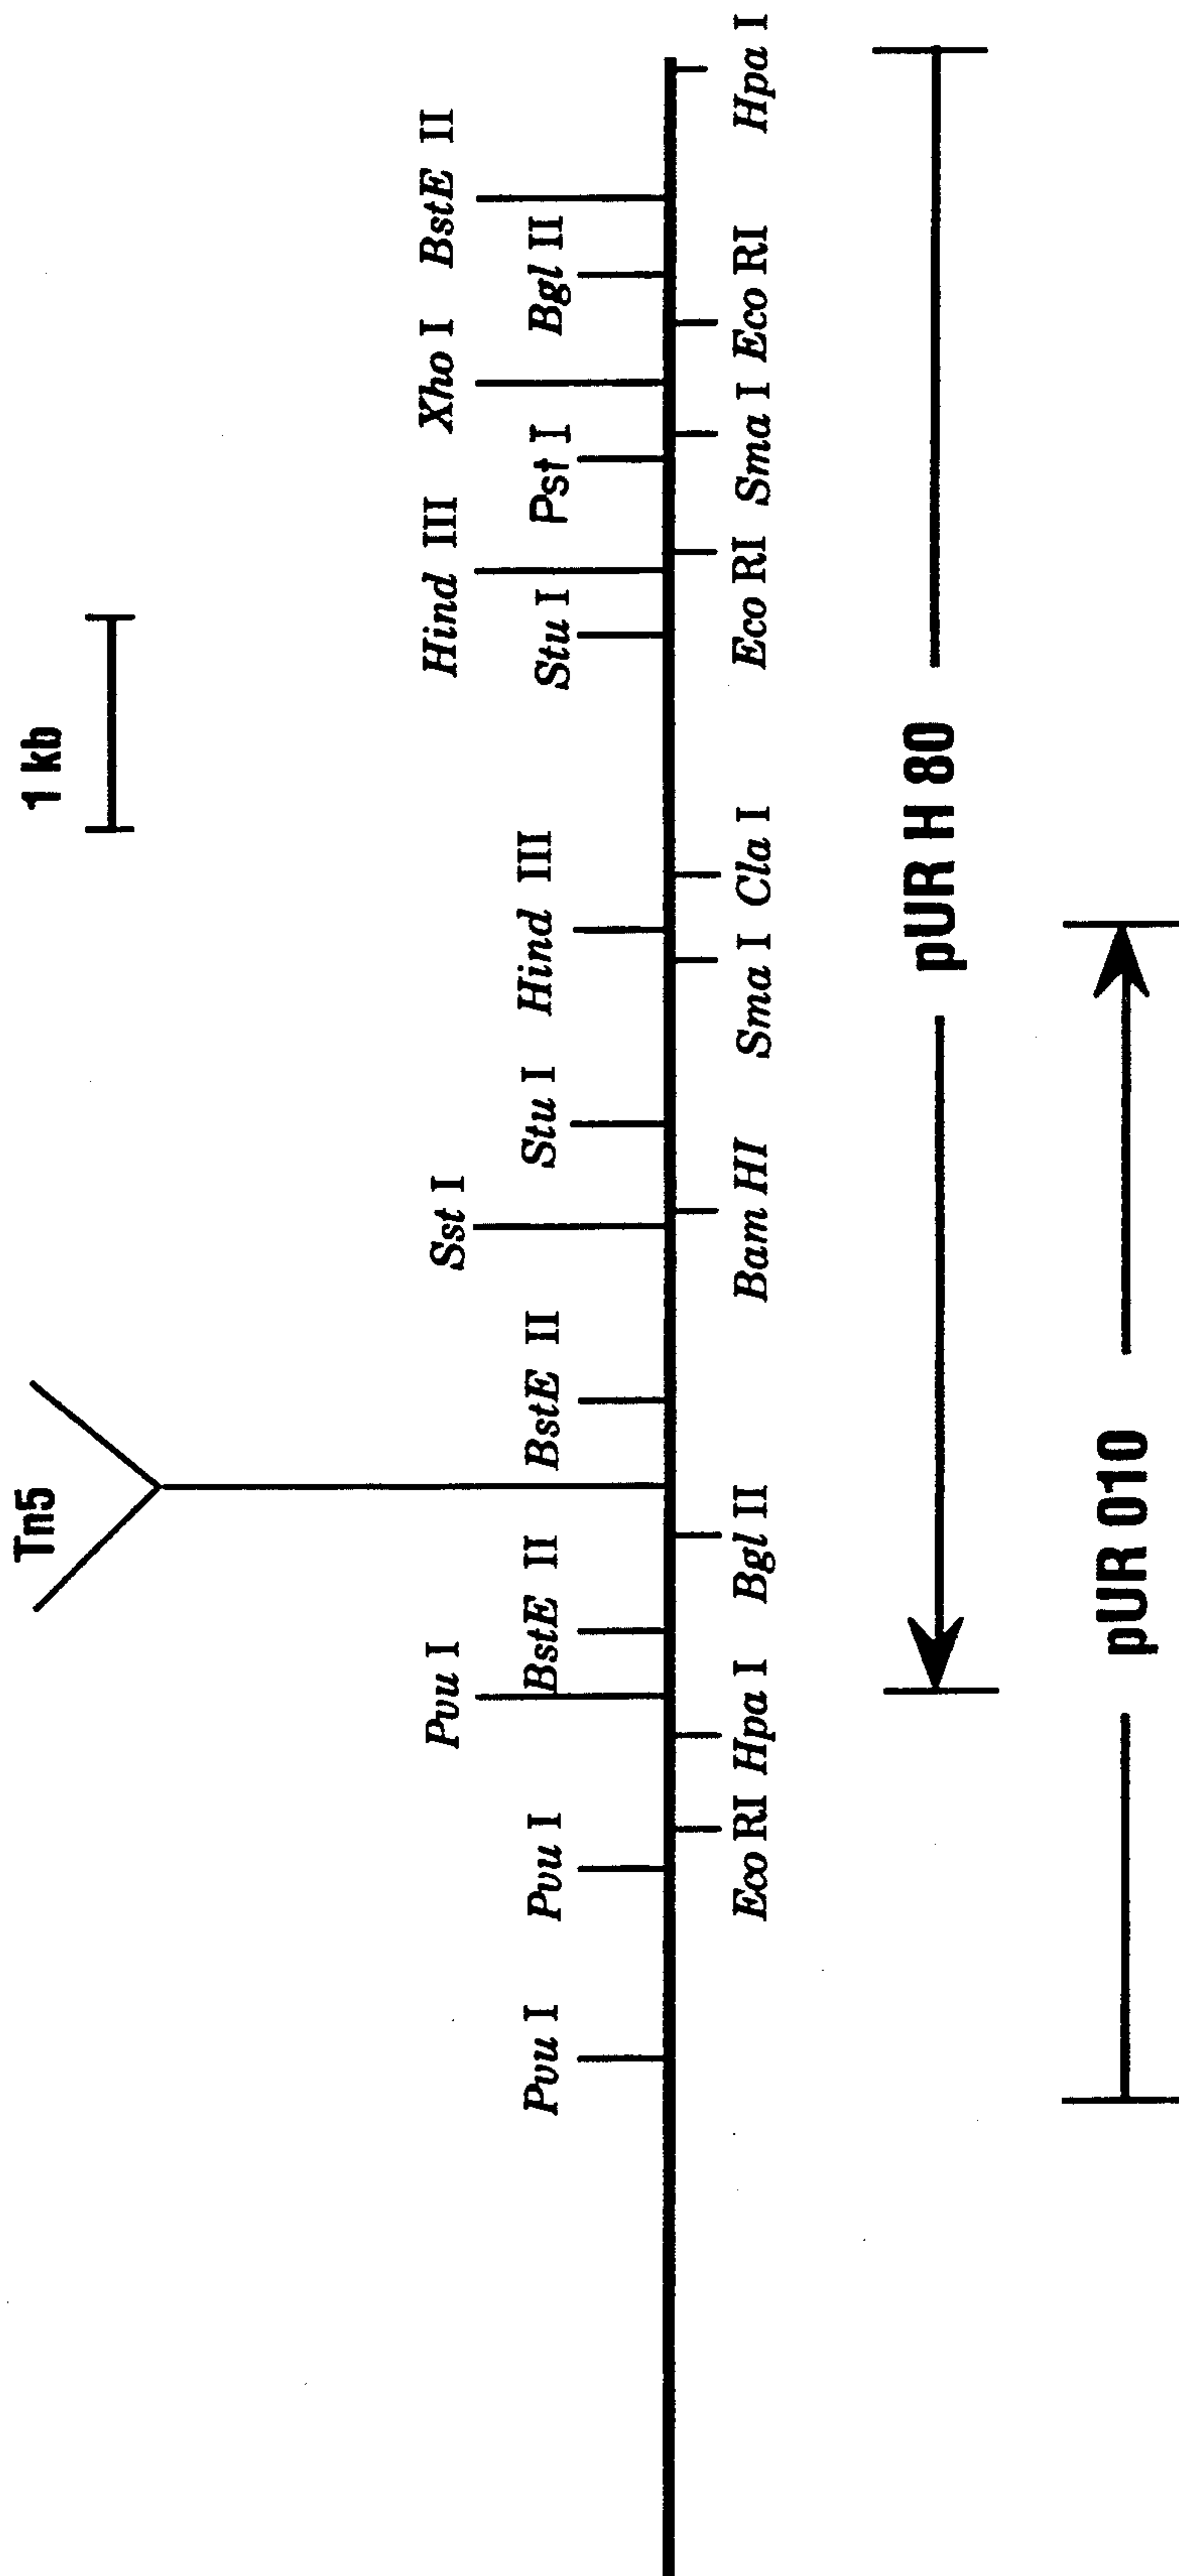 Tn5
1 kb
Pvu I
Sst I
Hind III
Xho I
BstE II
Pvu I
Pvu I
BstE II
BstE II
Stu I
Hind III
Stu I
Pst I
Bgl II
Eco RI
Hpa I
Bgl II
Bam HI
Sma I
Cla I
Eco RI
Sma I
Eco RI
Hpa I
pUR H 80
pUR 010